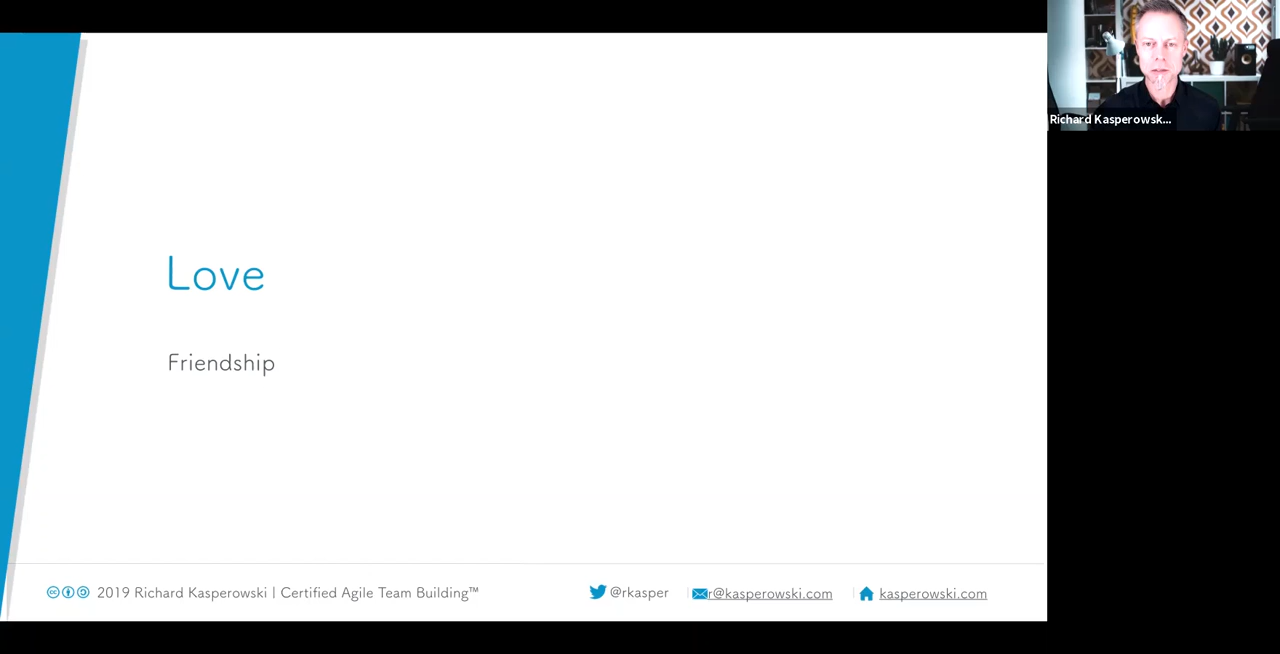 Richard Kasperowsk...
Love
Friendship
2019 Richard Kasperowski | Certified Agile Team Building™
@rkasper
r@kasperowski.com
kasperowski.com